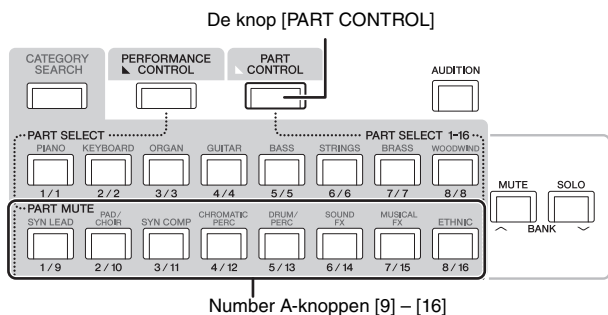 De knop [PART CONTROL]
CATEGORY SEARCH
PERFORMANCE CONTROL
PART CONTROL
AUDITION
PART SELECT
PART SELECT 1-16
PIANO
KEYBOARD
ORGAN
GUITAR
BASS
STRINGS
BRASS
WOODWIND
1 / 1
2 / 2
3 / 3
4 / 4
5 / 5
6 / 6
7 / 7
8 / 8
MUTE
SOLO
BANK
PART MUTE
SYN LEAD
PAD/ CHOIR
SYN COMP
CHROMATIC PERC
DRUM/ PERC
SOUND FX
MUSICAL FX
ETHNIC
1 / 9
2 / 10
3 / 11
4 / 12
5 / 13
6 / 14
7 / 15
8 / 16
Number A-knoppen [9] – [16]